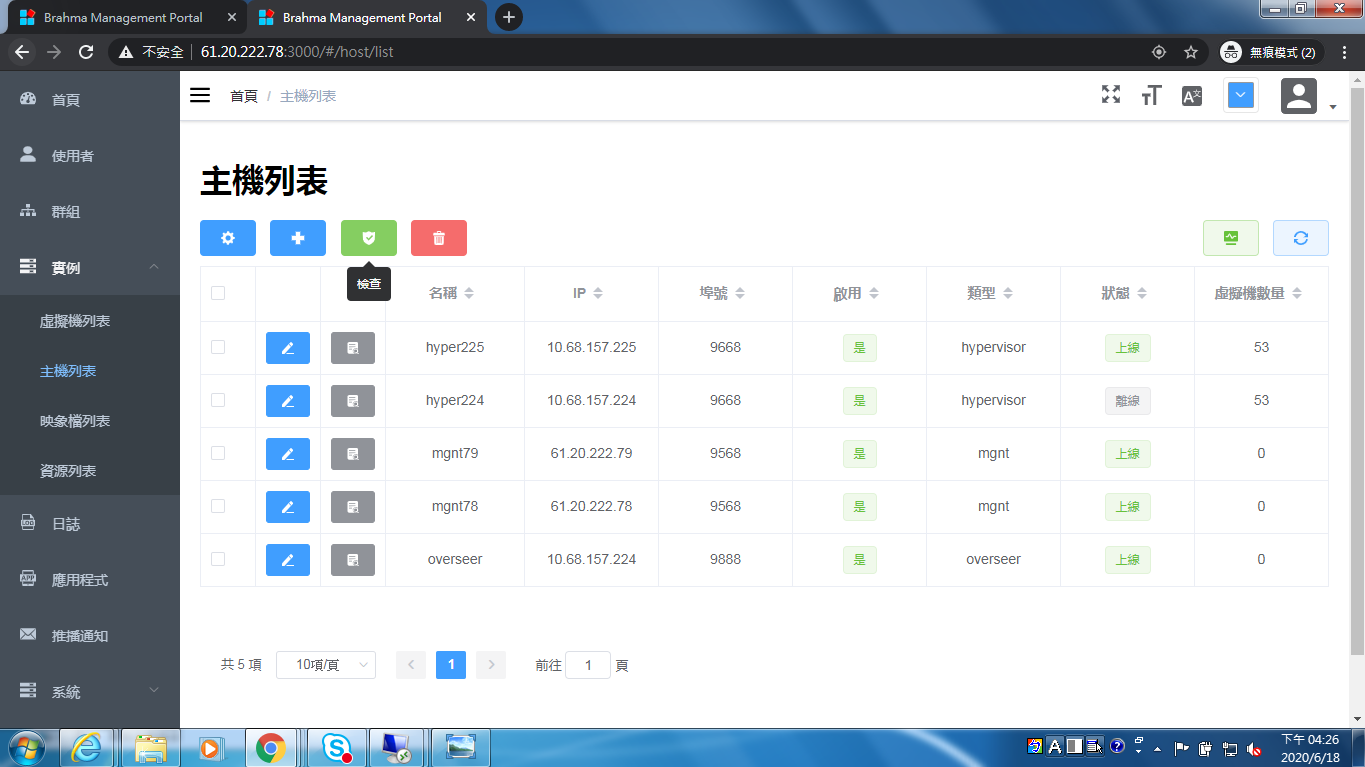 Brahma Management Portal
Brahma Management Portal
不安全 61.20.222.78:3000/#/host/list
無痕模式 (2)
首頁
使用者
群組
實例
虛擬機列表
主機列表
映象檔列表
資源列表
日誌
應用程式
推播通知
系統
首頁 / 主機列表
主機列表
檢查
名稱 IP 埠號 啟用 類型 狀態 虛擬機數量
hyper225 10.68.157.225 9668 是 hypervisor 上線 53
hyper224 10.68.157.224 9668 是 hypervisor 離線 53
mgnt79 61.20.222.79 9568 是 mgnt 上線 0
mgnt78 61.20.222.78 9568 是 mgnt 上線 0
overseer 10.68.157.224 9888 是 overseer 上線 0
共 5 項 10項/頁 1 前往 1 頁
下午 04:26
2020/6/18